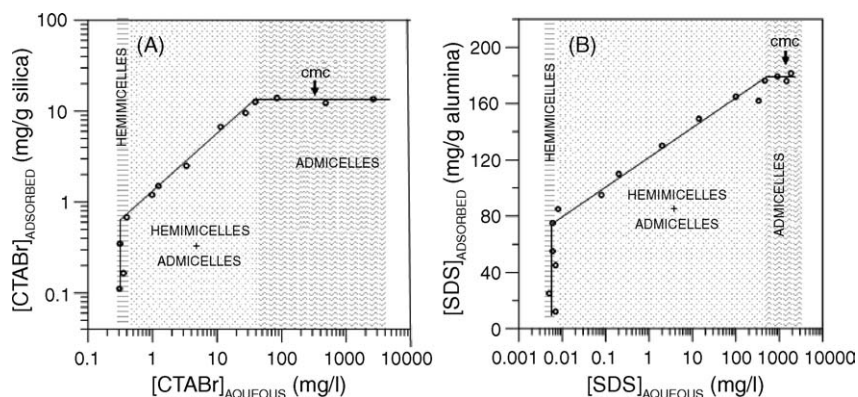 (A)
[CTABr]ADSORBED (mg/g silica)
100
10
1
0.1
HEMIMICELLES
HEMIMICELLES
+
ADMICELLES
cmc
ADMICELLES
0.1 1 10 100 1000 10000
[CTABr]AQUEOUS (mg/l)
(B)
[SDS]ADSORBED (mg/g alumina)
200
160
120
80
40
0
HEMIMICELLES
HEMIMICELLES
+
ADMICELLES
cmc
ADMICELLES
0.001 0.01 0.1 1 10 100 1000 10000
[SDS]AQUEOUS (mg/l)